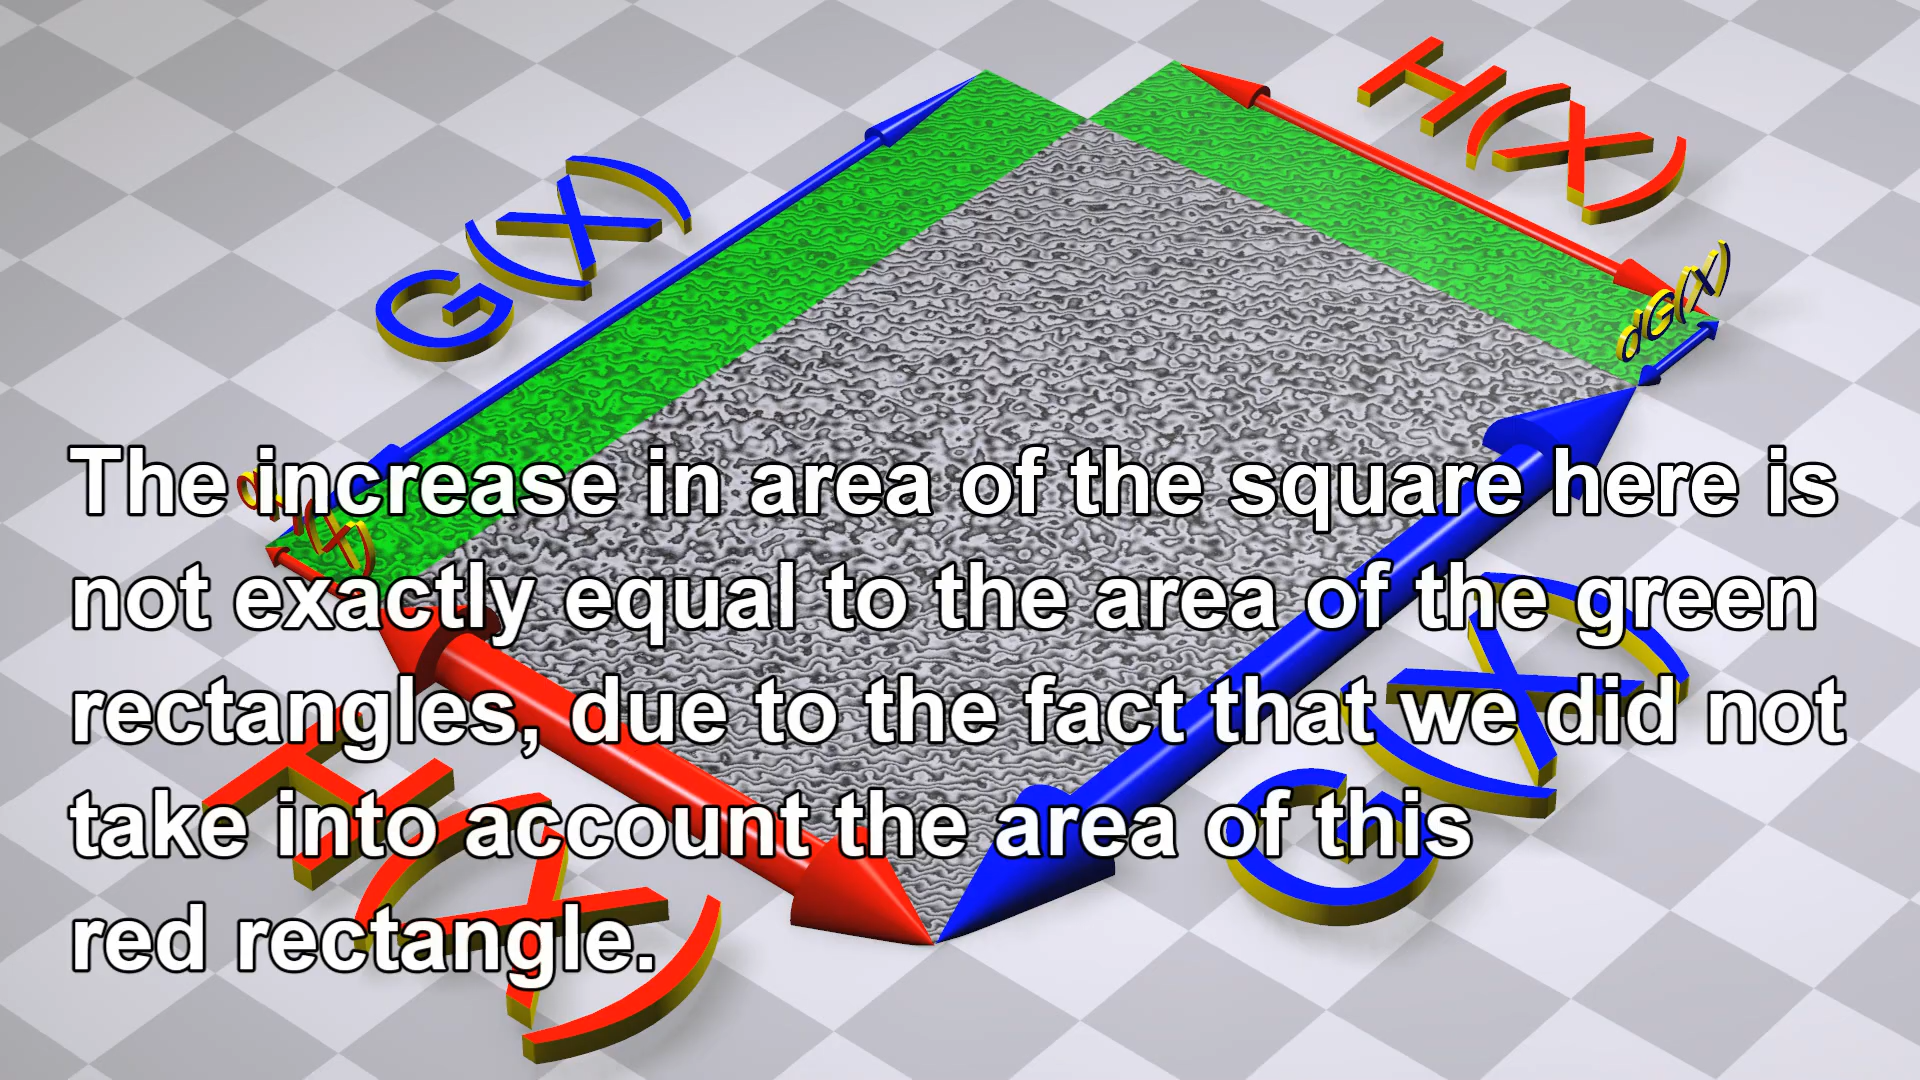 H(X)
G(X)
dG(X)
The increase in area of the square here is
not exactly equal to the area of the green
rectangles, due to the fact that we did not
take into account the area of this
red rectangle.
G(X)
H(X)